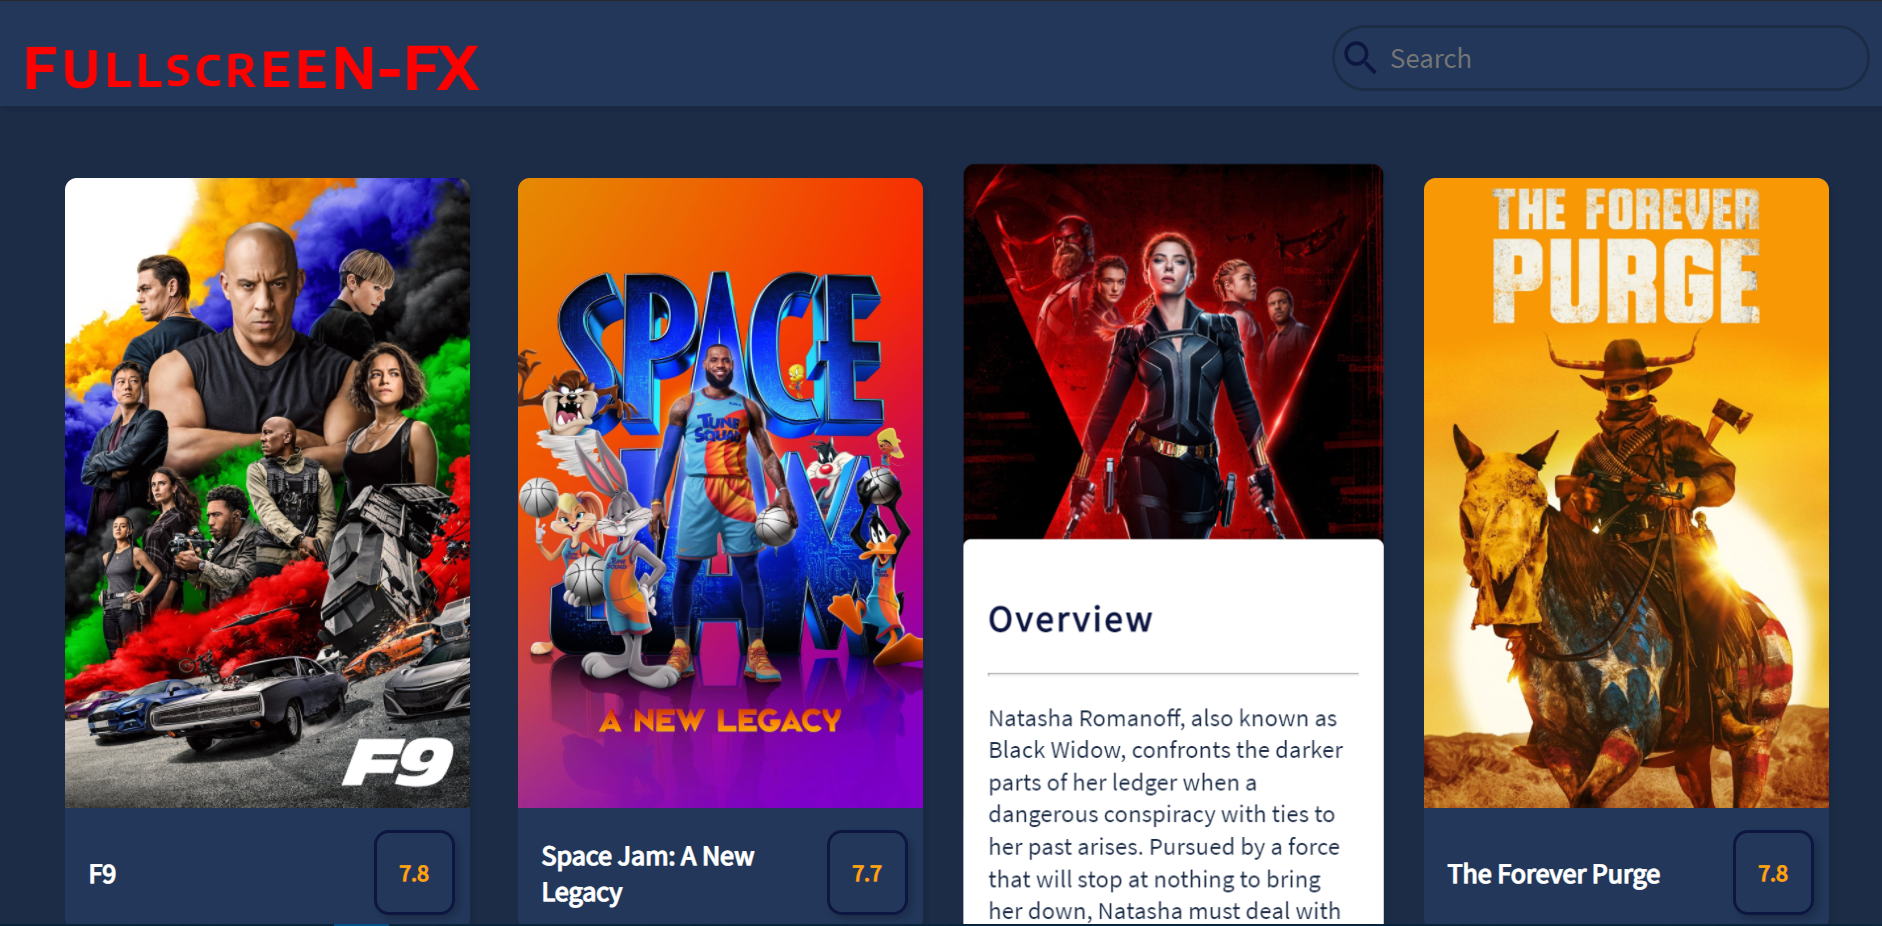 FULLSCREEN-FX
Search
THE FOREVER
PURGE
SPACE
JAM
TUNE
SQUAD
A NEW LEGACY
F9
Overview
Natasha Romanoff, also known as
Black Widow, confronts the darker
parts of her ledger when a
dangerous conspiracy with ties to
her past arises. Pursued by a force
that will stop at nothing to bring
her down, Natasha must deal with
F9
7.8
Space Jam: A New
Legacy
7.7
The Forever Purge
7.8